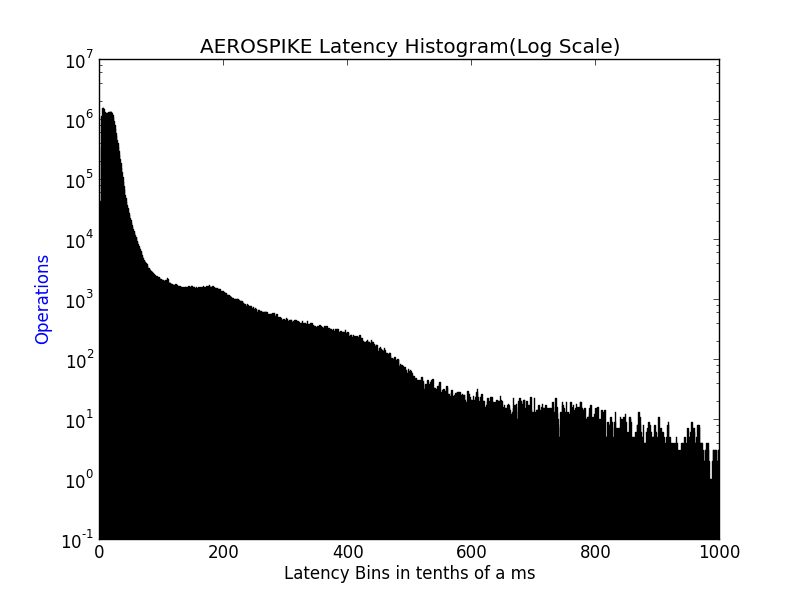 AEROSPIKE Latency Histogram(Log Scale)
10^7
10^6
10^5
10^4
10^3
10^2
10^1
10^0
10^-1
Operations
0 200 400 600 800 1000
Latency Bins in tenths of a ms